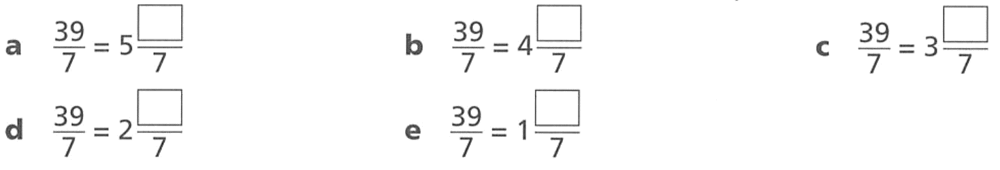 a 39/7 = 5 □/7 b 39/7 = 4 □/7 c 39/7 = 3 □/7
d 39/7 = 2 □/7 e 39/7 = 1 □/7